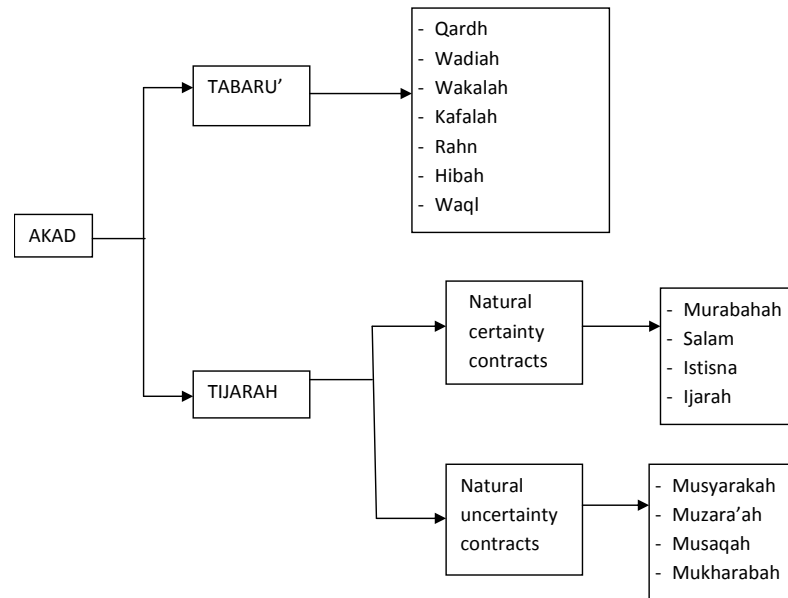 AKAD
TABARU’
- Qardh
- Wadiah
- Wakalah
- Kafalah
- Rahn
- Hibah
- Waql
TIJARAH
Natural
certainty
contracts
- Murabahah
- Salam
- Istisna
- Ijarah
Natural
uncertainty
contracts
- Musyarakah
- Muzara’ah
- Musaqah
- Mukharabah